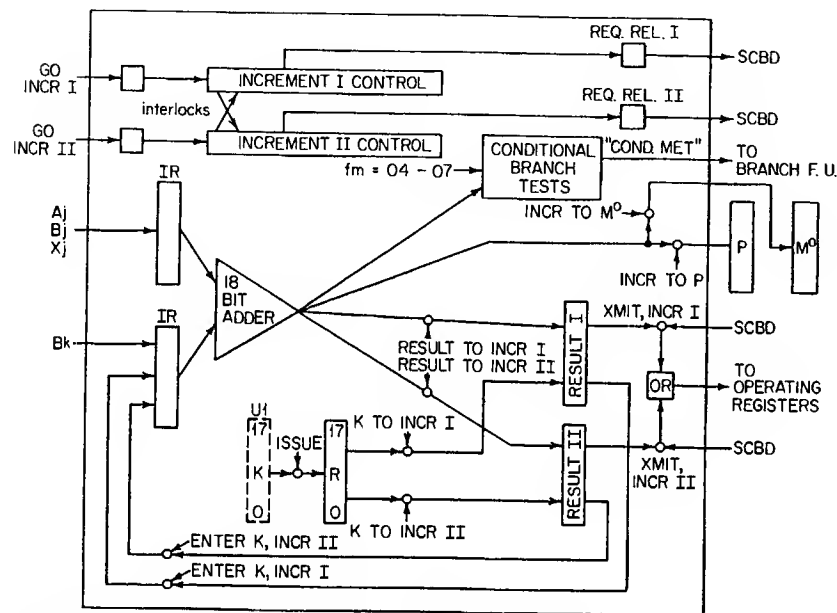 REQ. REL. I
SCBD
GO
INCR I
INCREMENT I CONTROL
interlocks
REQ. REL. II
SCBD
GO
INCR II
INCREMENT II CONTROL
CONDITIONAL
BRANCH
TESTS
"COND. MET"
TO
BRANCH F. U.
fm = 04 - 07
IR
Aj
Bj
Xj
INCR TO M⁰
P
M⁰
INCR TO P
18
BIT
ADDER
IR
Bk
RESULT TO INCR I
RESULT TO INCR II
RESULT I
XMIT, INCR I
SCBD
OR
TO
OPERATING
REGISTERS
U1
17
K
0
ISSUE
17
R
0
K TO INCR I
K TO INCR II
RESULT II
SCBD
XMIT,
INCR II
ENTER K, INCR II
ENTER K, INCR I